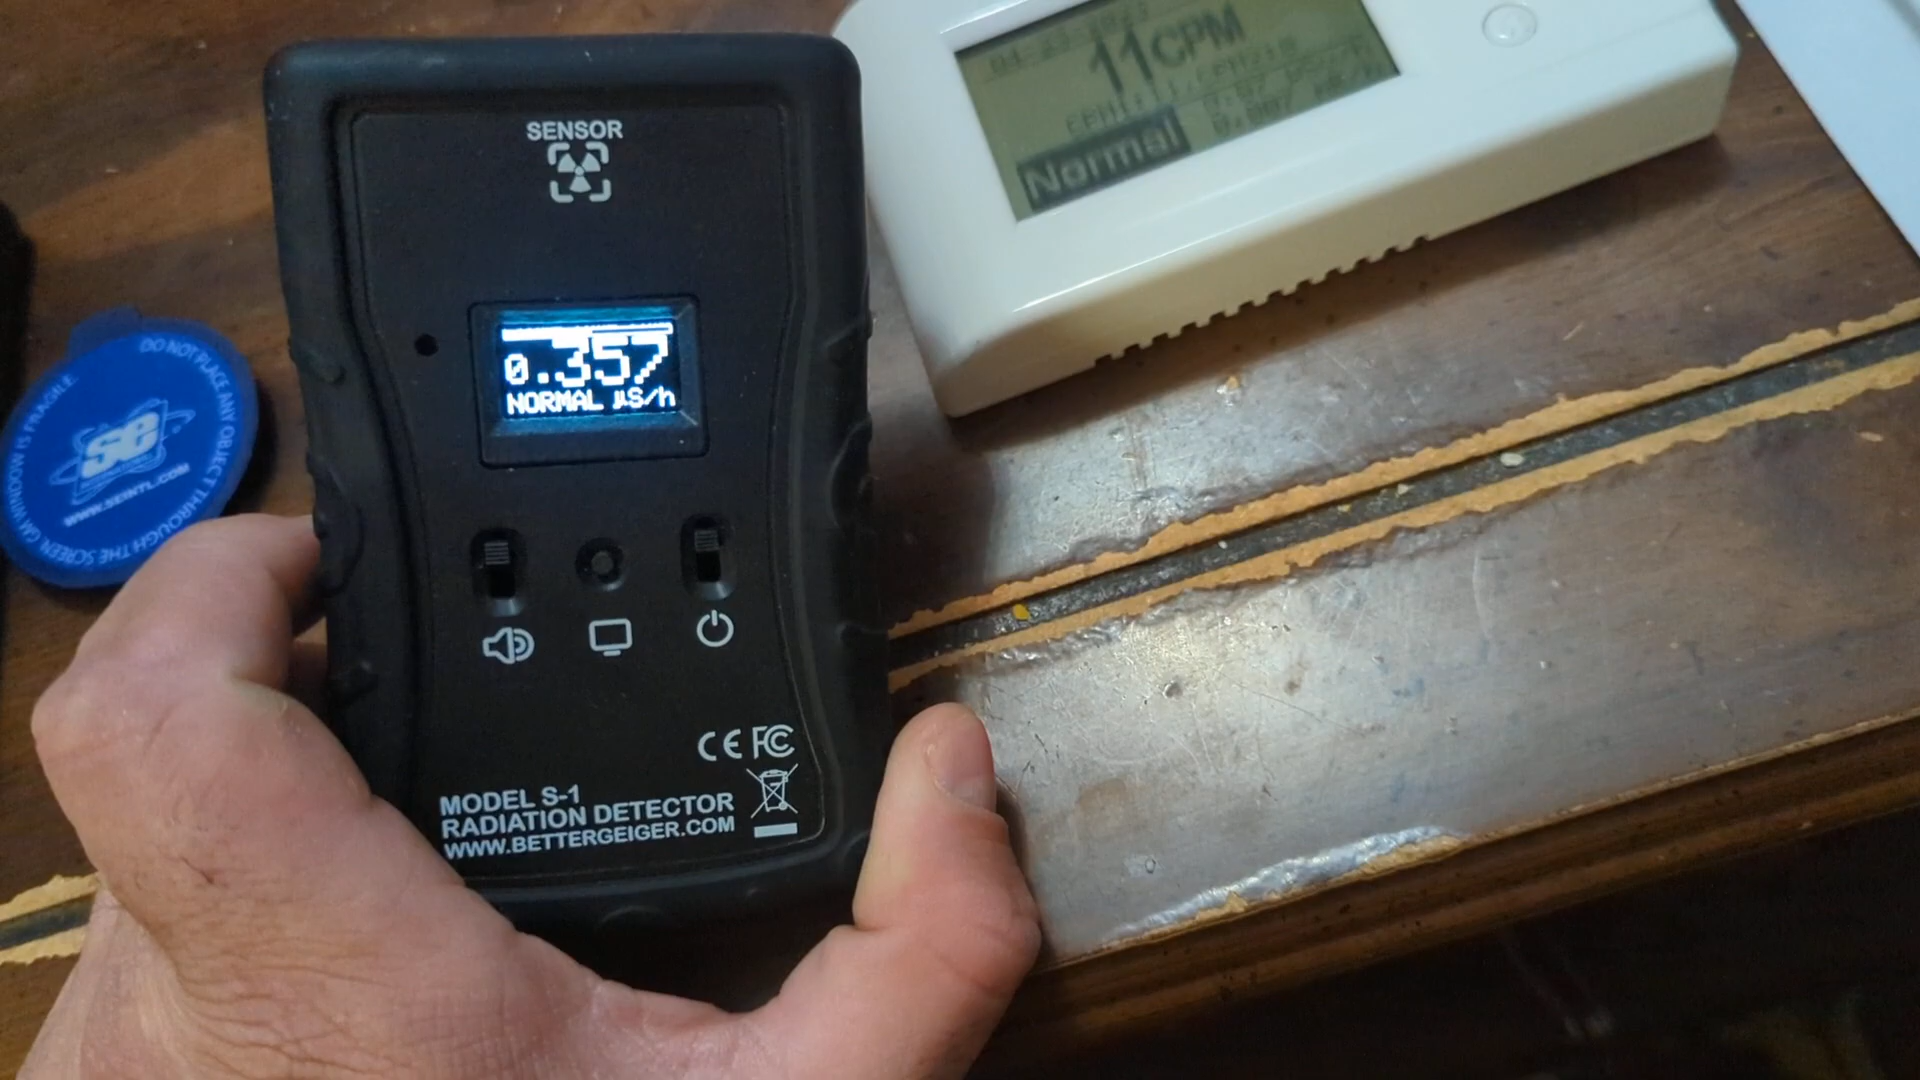 SENSOR
0.357
NORMAL µS/h
MODEL S-1
RADIATION DETECTOR
WWW.BETTERGEIGER.COM
CE FC
11CPM
Normal
DO NOT PLACE ANY OBJECT THROUGH THE SCREEN, GM WINDOW IS FRAGILE.
se
WWW.SEINTL.COM